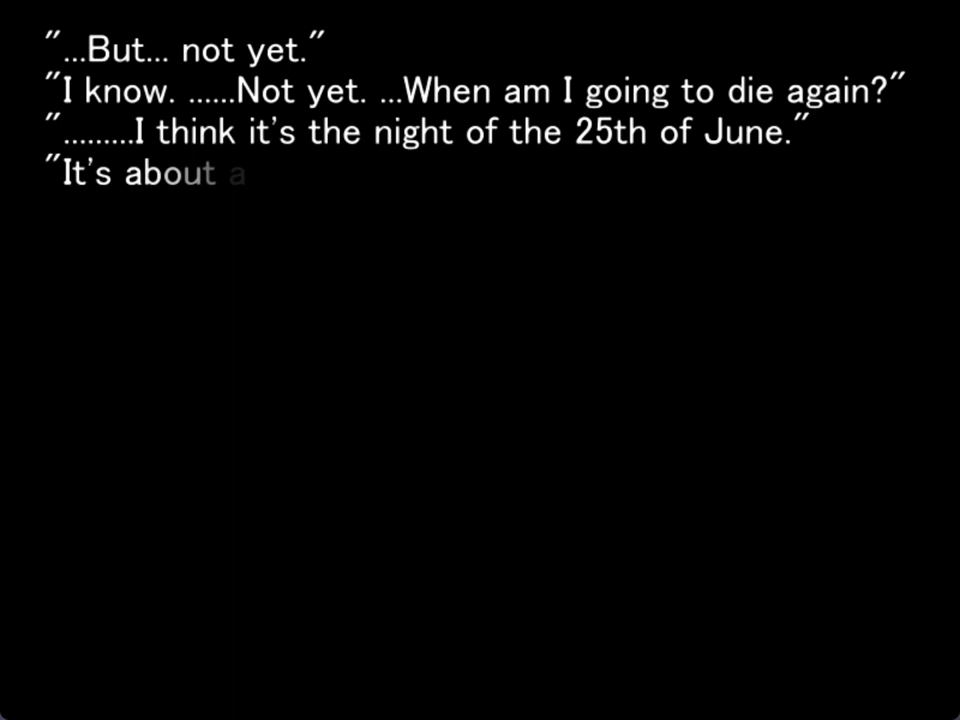 "...But... not yet."
"I know. ......Not yet. ...When am I going to die again?"
".........I think it's the night of the 25th of June."
"It's about a